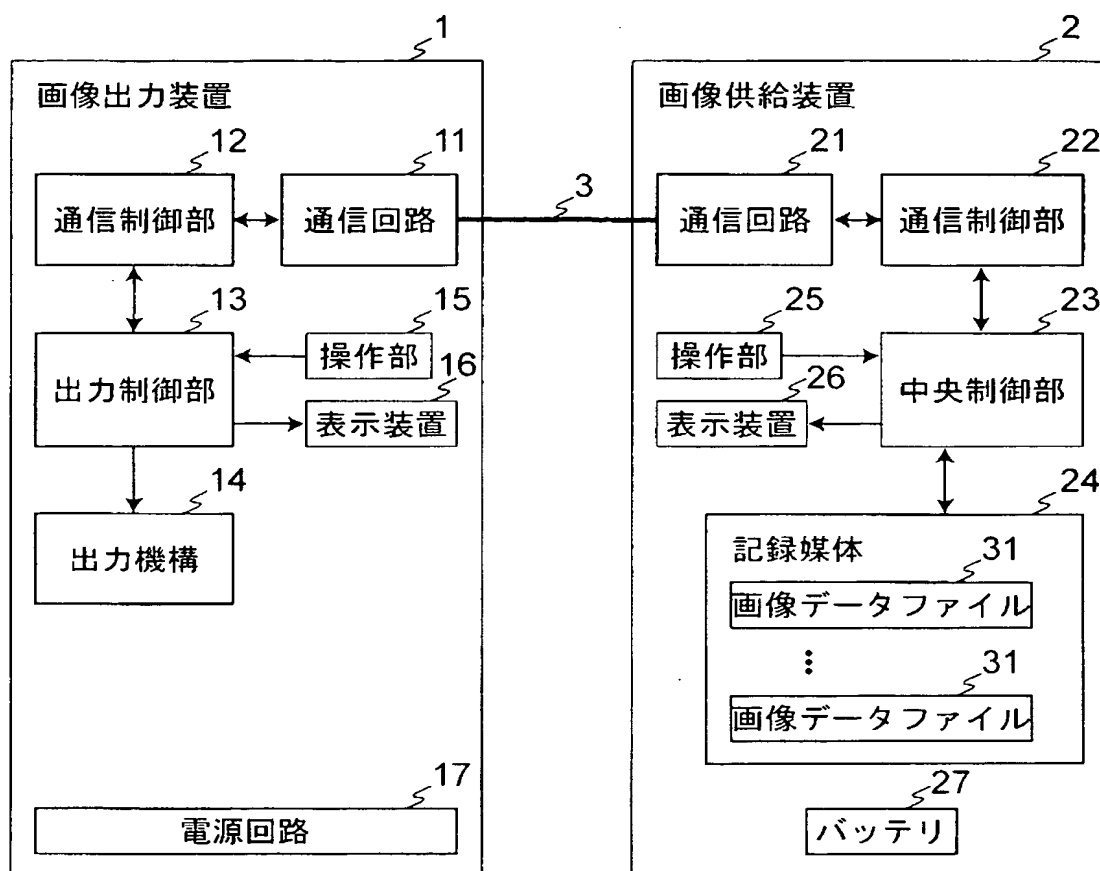 1
画像出力装置
12
11
通信制御部
通信回路
3
13
15
出力制御部
操作部
16
表示装置
14
出力機構
17
電源回路
2
画像供給装置
21
22
通信回路
通信制御部
25
23
操作部
中央制御部
26
表示装置
24
記録媒体
31
画像データファイル
31
画像データファイル
27
バッテリ